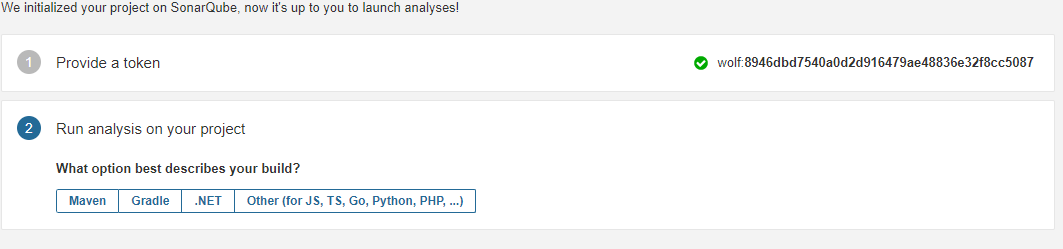 We initialized your project on SonarQube, now it's up to you to launch analyses!
1 Provide a token wolf:8946dbd7540a0d2d916479ae48836e32f8cc5087
2 Run analysis on your project
What option best describes your build?
Maven Gradle .NET Other (for JS, TS, Go, Python, PHP, ...)